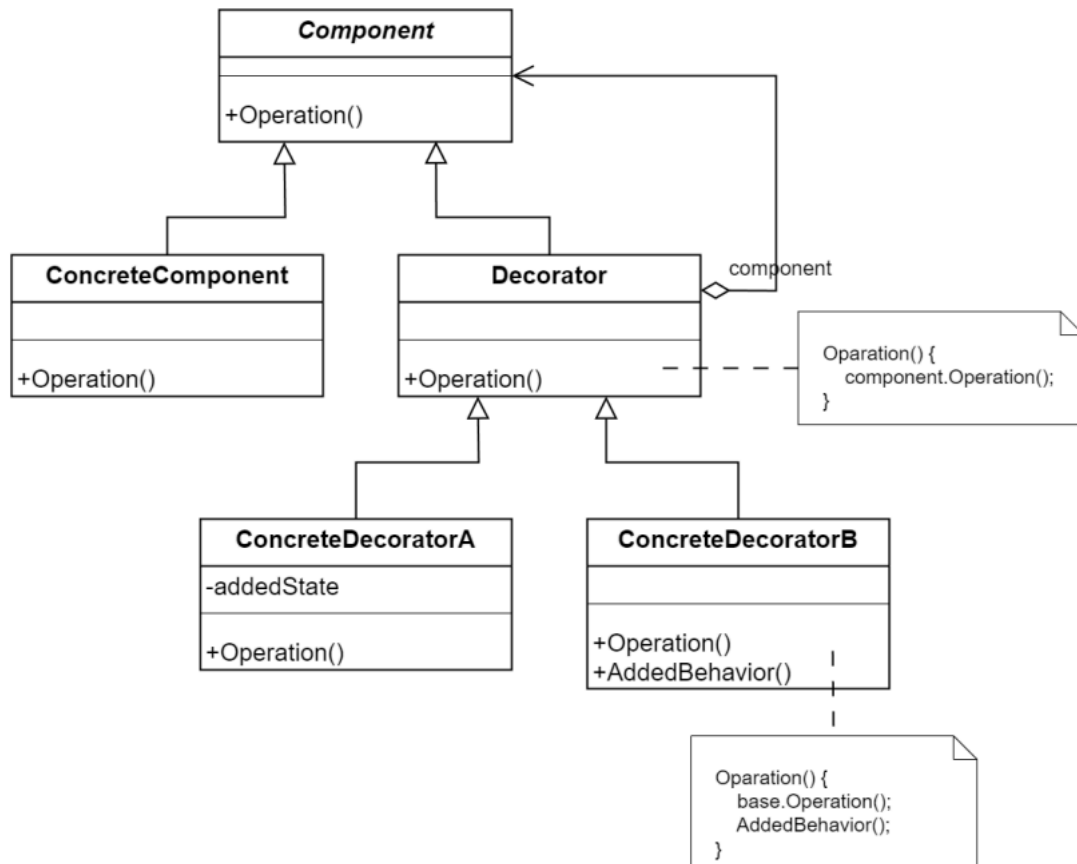 Component
+Operation()
ConcreteComponent
+Operation()
Decorator
+Operation()
component
Oparation() {
component.Operation();
}
ConcreteDecoratorA
-addedState
+Operation()
ConcreteDecoratorB
+Operation()
+AddedBehavior()
Oparation() {
base.Operation();
AddedBehavior();
}